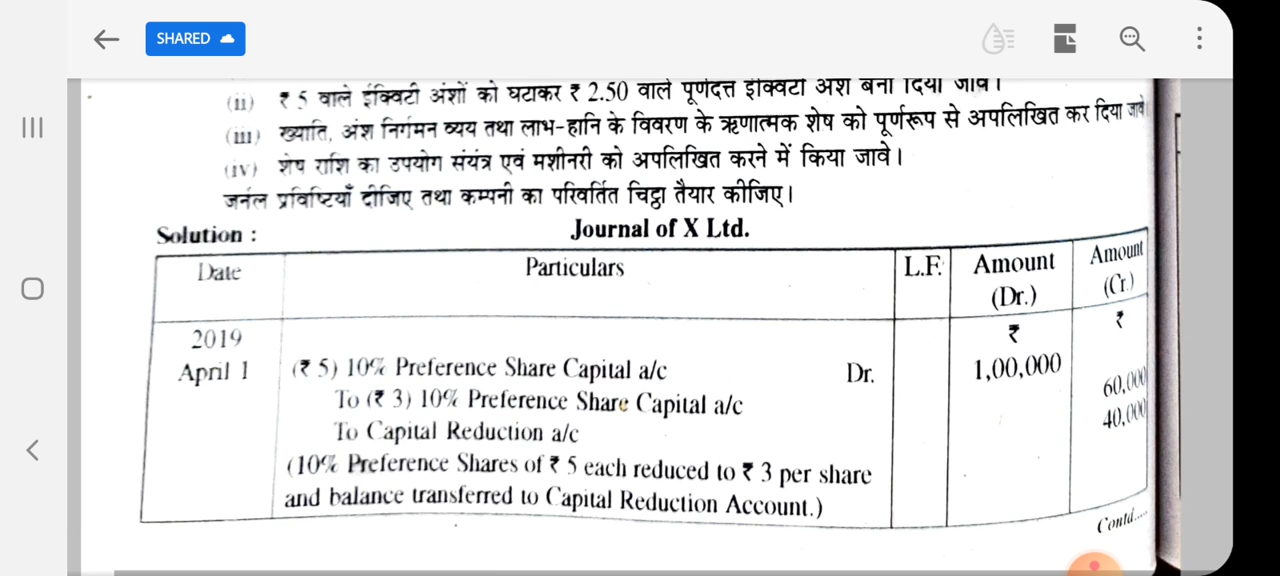 SHARED
(ii) ₹ 5 वाले ईक्विटी अंशों को घटाकर ₹ 2.50 वाले पूर्णदत्त ईक्विटी अंश बना दिया जावे।
(iii) ख्याति, अंश निर्गमन व्यय तथा लाभ-हानि के विवरण के ऋणात्मक शेष को पूर्णरूप से अपलिखित कर दिया जावे
(iv) शेष राशि का उपयोग संयंत्र एवं मशीनरी को अपलिखित करने में किया जावे।
जर्नल प्रविष्टियाँ दीजिए तथा कम्पनी का परिवर्तित चिट्ठा तैयार कीजिए।
Solution :
Journal of X Ltd.
Date Particulars L.F. Amount (Dr.) Amount (Cr.)
2019 ₹ ₹
April 1 (₹ 5) 10% Preference Share Capital a/c Dr. 1,00,000
To (₹ 3) 10% Preference Share Capital a/c 60,000
To Capital Reduction a/c 40,000
(10% Preference Shares of ₹ 5 each reduced to ₹ 3 per share
and balance transferred to Capital Reduction Account.)
Contd....